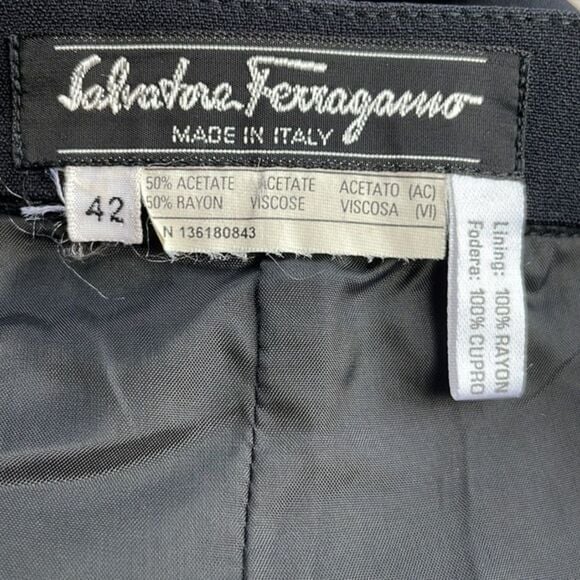 Salvatore Ferragamo
MADE IN ITALY
42
50% ACETATE ACETATE ACETATO (AC)
50% RAYON VISCOSE VISCOSA (VI)
N 136180843
Lining: 100% RAYON
Fodera: 100% CUPRO